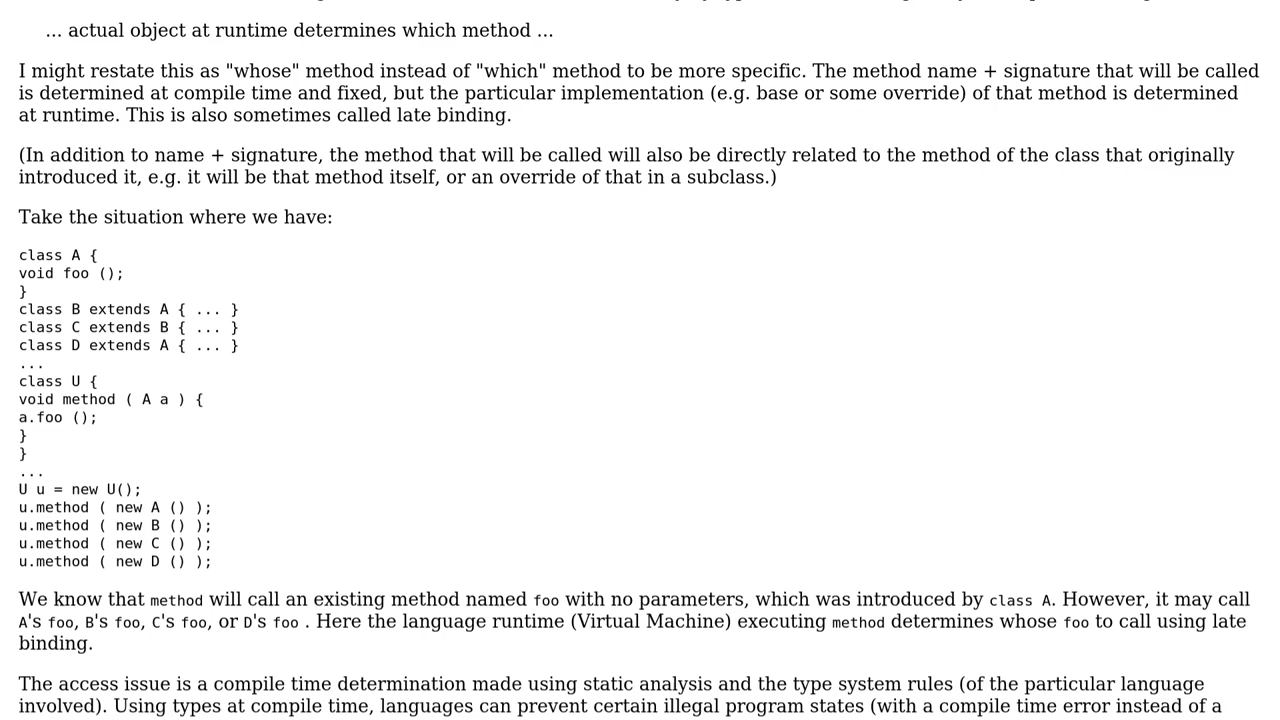 ... actual object at runtime determines which method ...
I might restate this as "whose" method instead of "which" method to be more specific. The method name + signature that will be called
is determined at compile time and fixed, but the particular implementation (e.g. base or some override) of that method is determined
at runtime. This is also sometimes called late binding.
(In addition to name + signature, the method that will be called will also be directly related to the method of the class that originally
introduced it, e.g. it will be that method itself, or an override of that in a subclass.)
Take the situation where we have:
class A {
void foo ();
}
class B extends A { ... }
class C extends B { ... }
class D extends A { ... }
...
class U {
void method ( A a ) {
a.foo ();
}
}
...
U u = new U();
u.method ( new A () );
u.method ( new B () );
u.method ( new C () );
u.method ( new D () );
We know that method will call an existing method named foo with no parameters, which was introduced by class A. However, it may call
A's foo, B's foo, C's foo, or D's foo . Here the language runtime (Virtual Machine) executing method determines whose foo to call using late
binding.
The access issue is a compile time determination made using static analysis and the type system rules (of the particular language
involved). Using types at compile time, languages can prevent certain illegal program states (with a compile time error instead of a